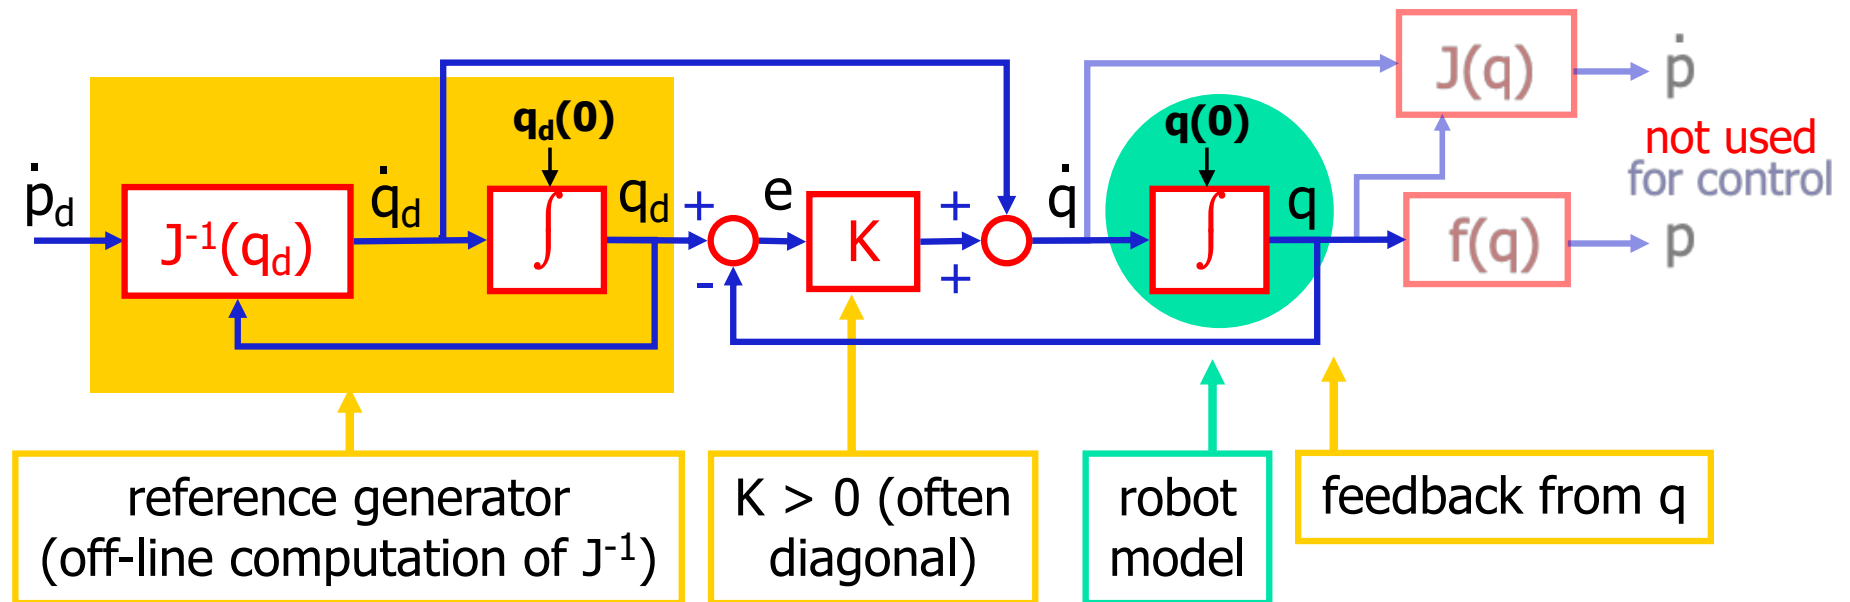 ṗd
J-1(qd)
q̇d
qd(0)
∫
qd
+
-
e
K
+
+
q̇
q(0)
∫
q
J(q)
ṗ
not used
for control
f(q)
p
reference generator
(off-line computation of J-1)
K > 0 (often
diagonal)
robot
model
feedback from q